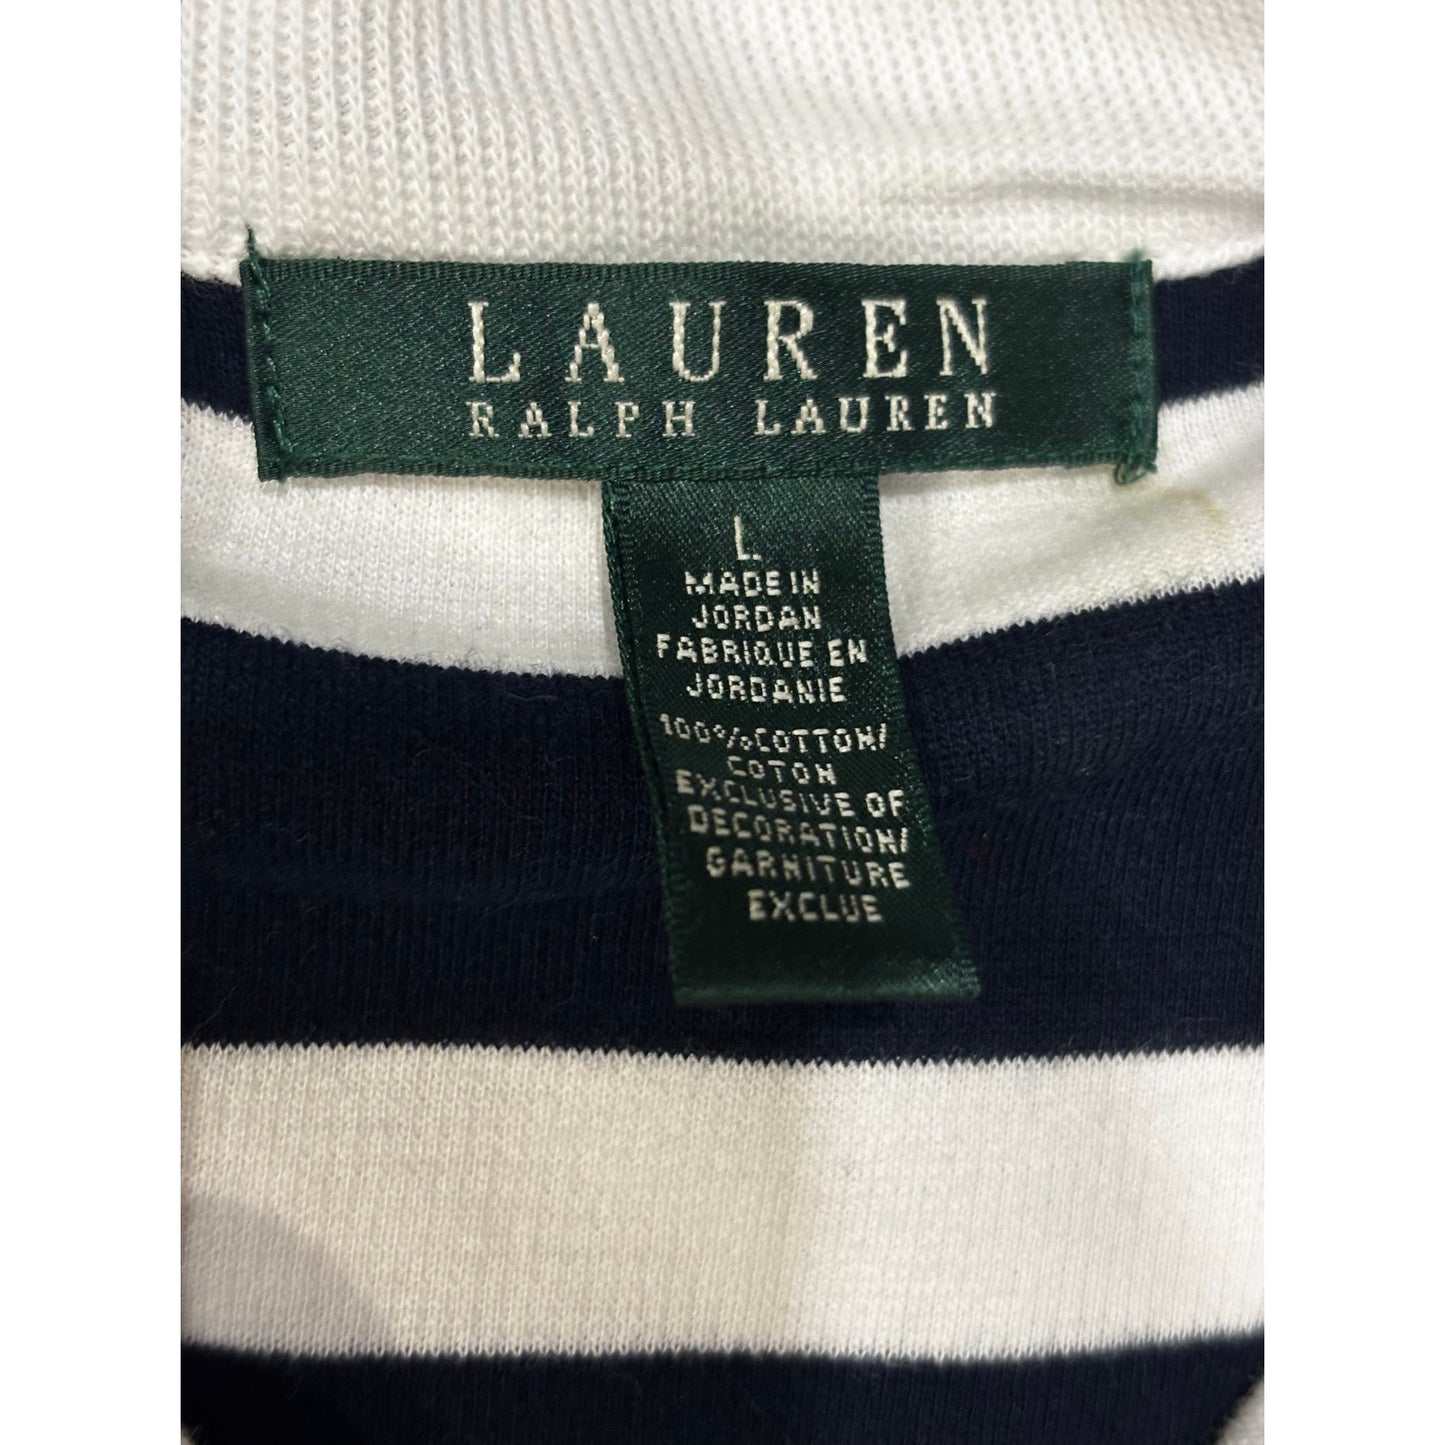 LAUREN
RALPH LAUREN
L
MADE IN
JORDAN
FABRIQUE EN
JORDANIE
100% COTTON/
COTON
EXCLUSIVE OF
DECORATION/
GARNITURE
EXCLUE